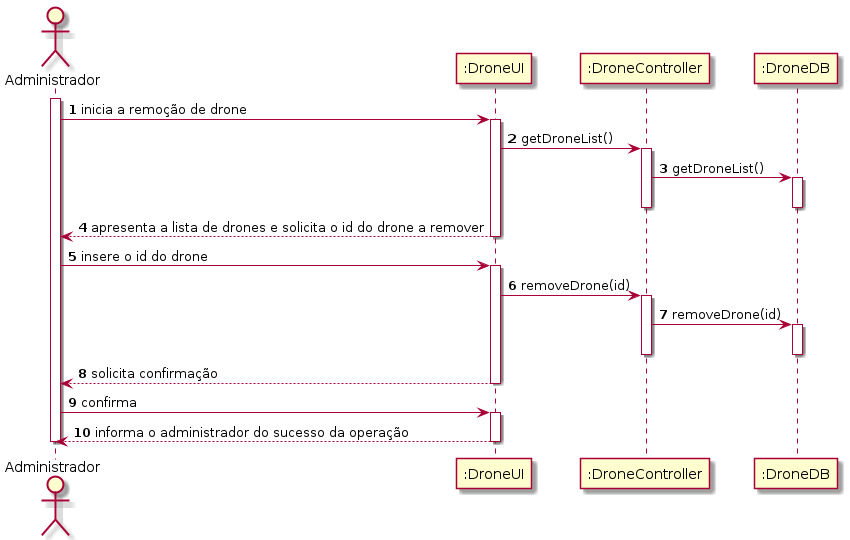 Administrador
:DroneUI
:DroneController
:DroneDB
1 inicia a remoção de drone
2 getDroneList()
3 getDroneList()
4 apresenta a lista de drones e solicita o id do drone a remover
5 insere o id do drone
6 removeDrone(id)
7 removeDrone(id)
8 solicita confirmação
9 confirma
10 informa o administrador do sucesso da operação
Administrador
:DroneUI
:DroneController
:DroneDB